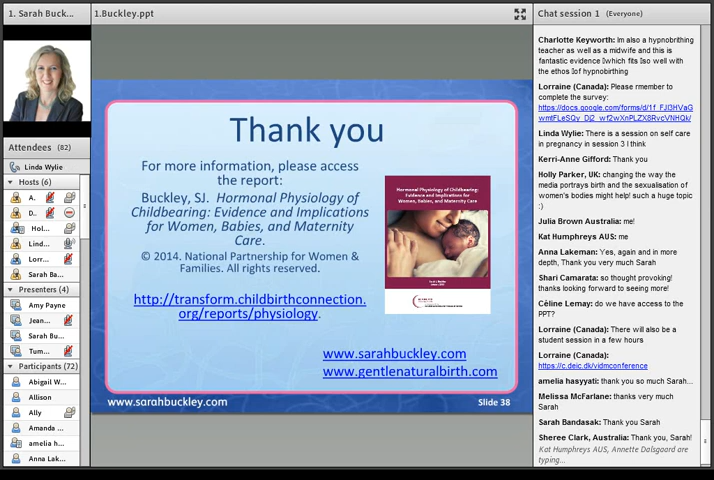 1. Sarah Buck...
1.Buckley.ppt
Chat session 1 (Everyone)
Attendees (82)
Linda Wylie
Hosts (6)
A.
D..
Hol...
Lind...
Lorr...
Sarah Ba...
Presenters (4)
Amy Payne
Jean...
Sarah Bu...
Tum...
Participants (72)
Abigail W...
Allison
Ally
Amanda ...
amelia h...
Anna Lak...
Thank you
For more information, please access
the report:
Buckley, SJ. Hormonal Physiology of
Childbearing: Evidence and Implications
for Women, Babies, and Maternity
Care.
© 2014. National Partnership for Women &
Families. All rights reserved.
http://transform.childbirthconnection.
org/reports/physiology.
Hormonal Physiology of Childbearing:
Evidence and Implications for
Women, Babies, and Maternity Care
www.sarahbuckley.com
www.gentlenaturalbirth.com
www.sarahbuckley.com
Slide 38
Charlotte Keyworth: Im also a hypnobrithing
teacher as well as a midwife and this is
fantastic evidence which fits so well with
the ethos of hypnobirthing
Lorraine (Canada): Please rmember to
complete the survey:
https://docs.google.com/forms/d/1f_FJI3HVaG
Linda Wylie: There is a session on self care
in pregnancy in session 3 I think
Kerri-Anne Gifford: Thank you
Holly Parker, UK: changing the way the
media portrays birth and the sexualisation of
women's bodies might help! such a huge topic
:)
Julia Brown Australia: me!
Kat Humphreys AUS: me
Anna Lakeman: Yes, again and in more
depth, Thank you very much Sarah
Shari Camarata: so thought proviking!
thanks looking forward to seeing more!
Céline Lemay: do we have access to the
PPT?
Lorraine (Canada): There will also be a
student session in a few hours
Lorraine (Canada):
https://c.deic.dk/vidmconference
amelia hasyyati: thank you so much Sarah...
Melissa McFarlane: thanks very much
Sarah
Sarah Bandasak: Thank you Sarah
Sheree Clark, Australia: Thank you, Sarah!
Kat Humphreys AUS, Annette Dalsgaard are
typing...